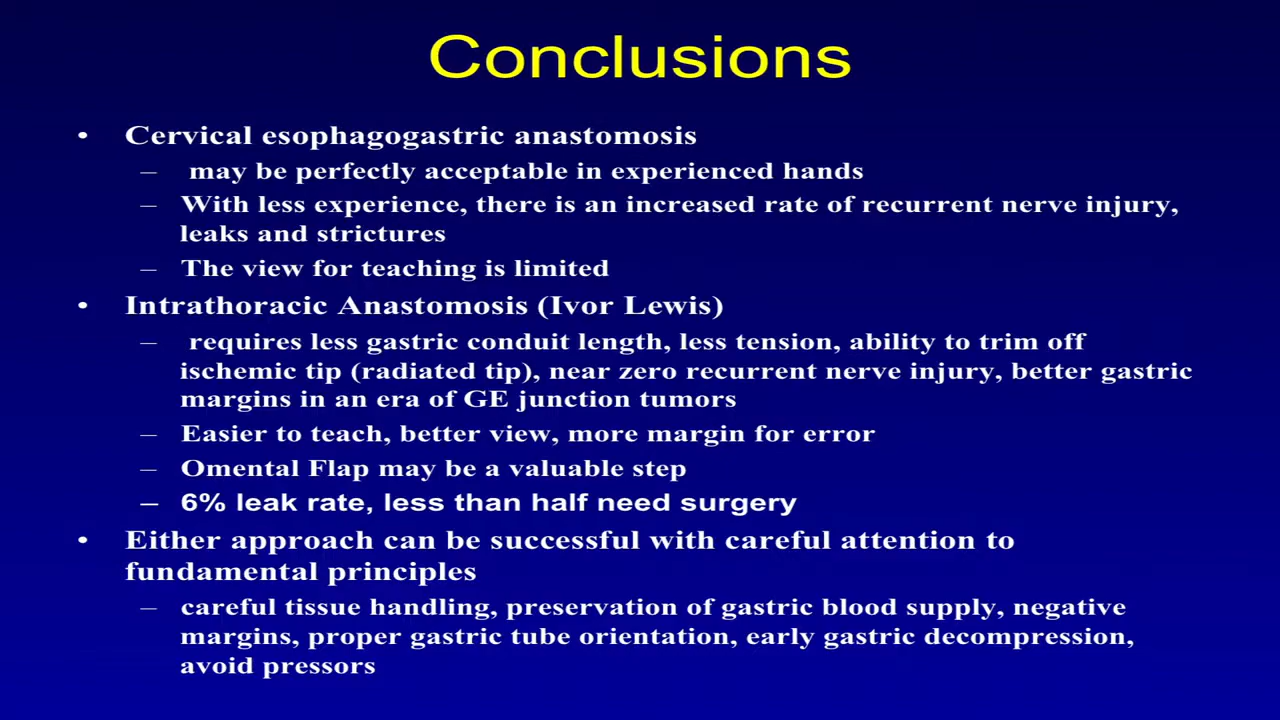 Conclusions
• Cervical esophagogastric anastomosis
– may be perfectly acceptable in experienced hands
– With less experience, there is an increased rate of recurrent nerve injury,
leaks and strictures
– The view for teaching is limited
• Intrathoracic Anastomosis (Ivor Lewis)
– requires less gastric conduit length, less tension, ability to trim off
ischemic tip (radiated tip), near zero recurrent nerve injury, better gastric
margins in an era of GE junction tumors
– Easier to teach, better view, more margin for error
– Omental Flap may be a valuable step
– 6% leak rate, less than half need surgery
• Either approach can be successful with careful attention to
fundamental principles
– careful tissue handling, preservation of gastric blood supply, negative
margins, proper gastric tube orientation, early gastric decompression,
avoid pressors